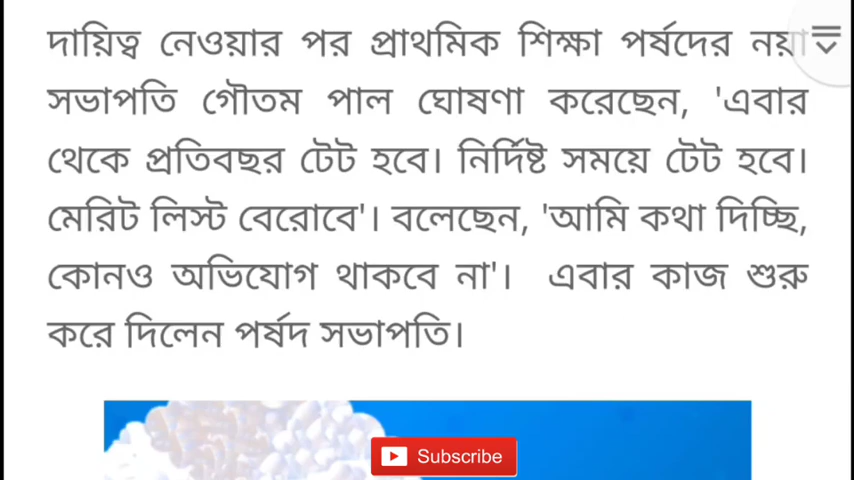 দায়িত্ব নেওয়ার পর প্রাথমিক শিক্ষা পর্ষদের নয়া
সভাপতি গৌতম পাল ঘোষণা করেছেন, 'এবার
থেকে প্রতিবছর টেট হবে। নির্দিষ্ট সময়ে টেট হবে।
মেরিট লিস্ট বেরোবে'। বলেছেন, 'আমি কথা দিচ্ছি,
কোনও অভিযোগ থাকবে না'। এবার কাজ শুরু
করে দিলেন পর্ষদ সভাপতি।
Subscribe